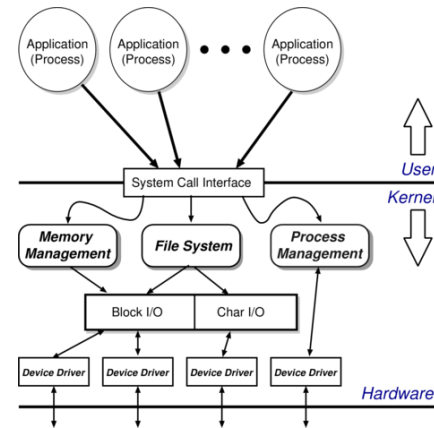 Application
(Process)
Application
(Process)
Application
(Process)
User
System Call Interface
Kernel
Memory
Management
File System
Process
Management
Block I/O
Char I/O
Device Driver
Device Driver
Device Driver
Device Driver
Hardware